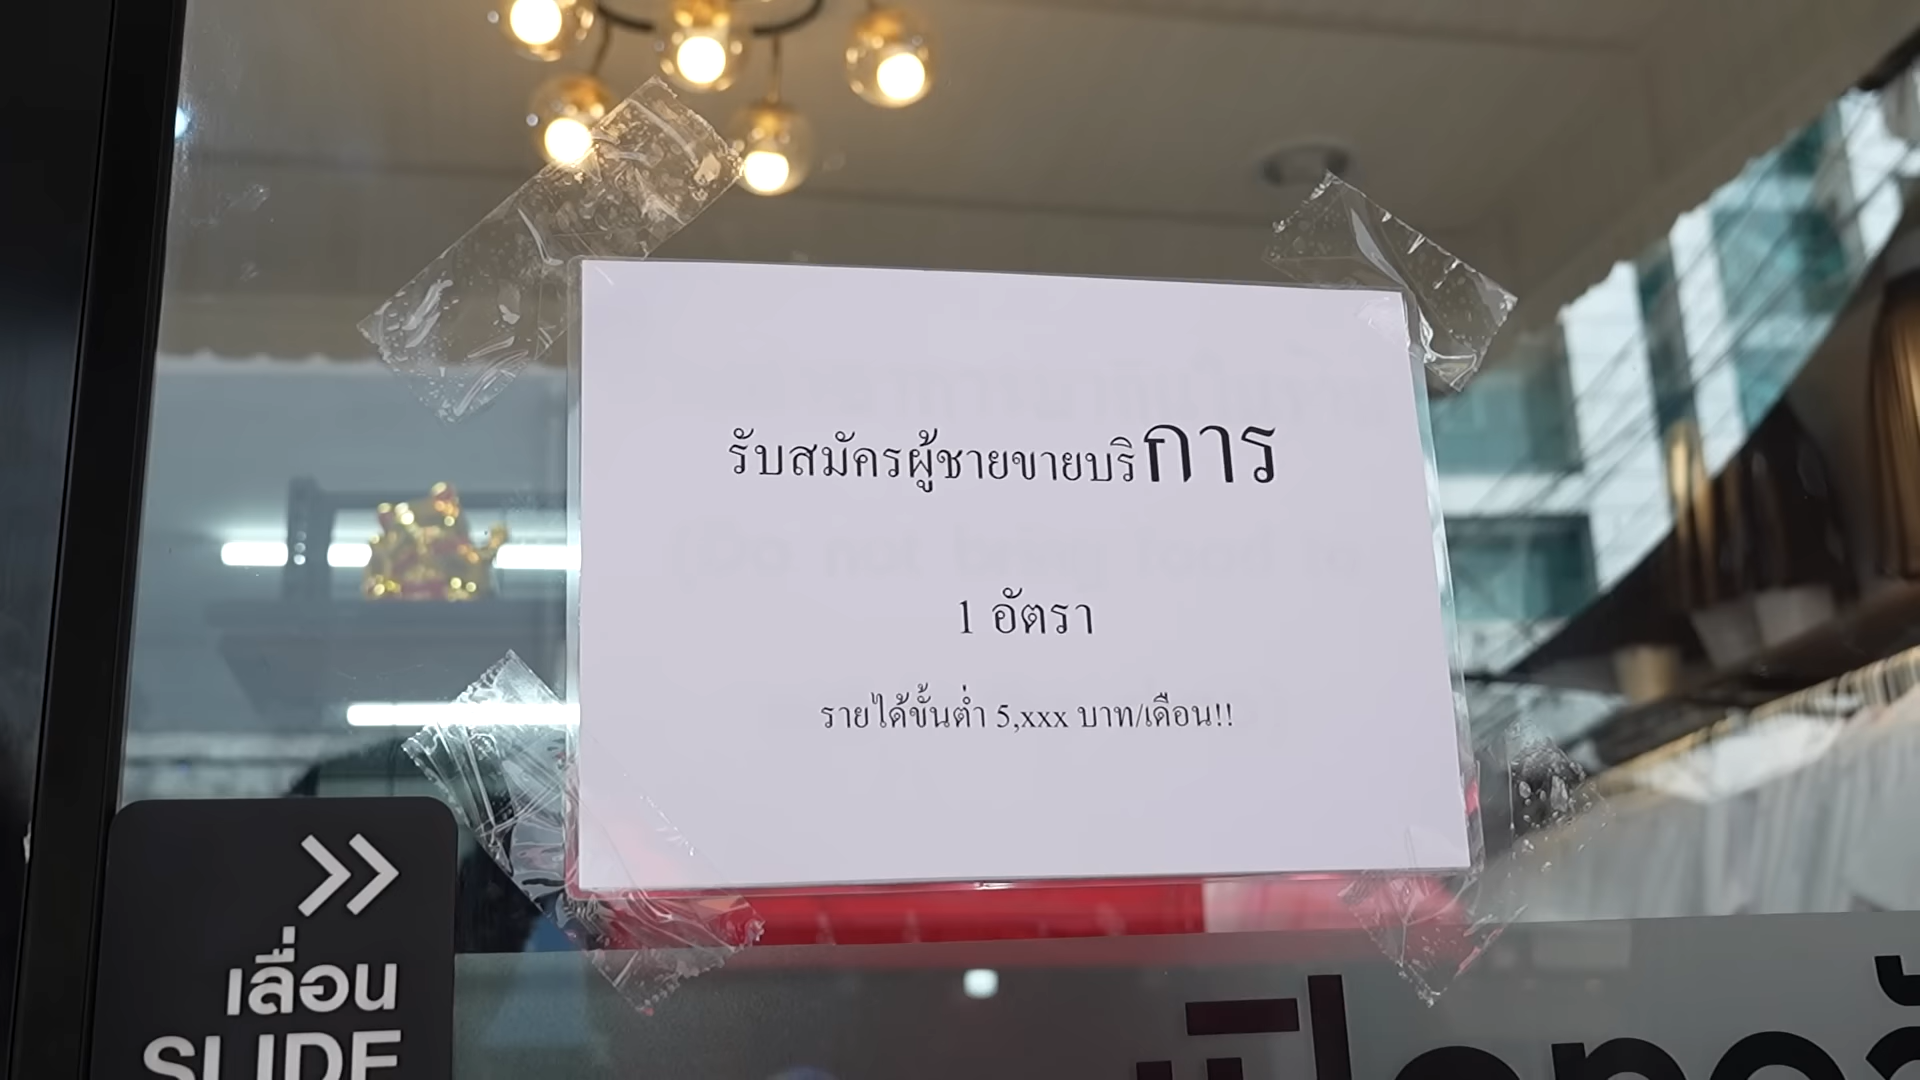 รับสมัครผู้ชายขายบริการ
1 อัตรา
รายได้ขั้นต่ำ 5,xxx บาท/เดือน!!
เลื่อน
SLIDE